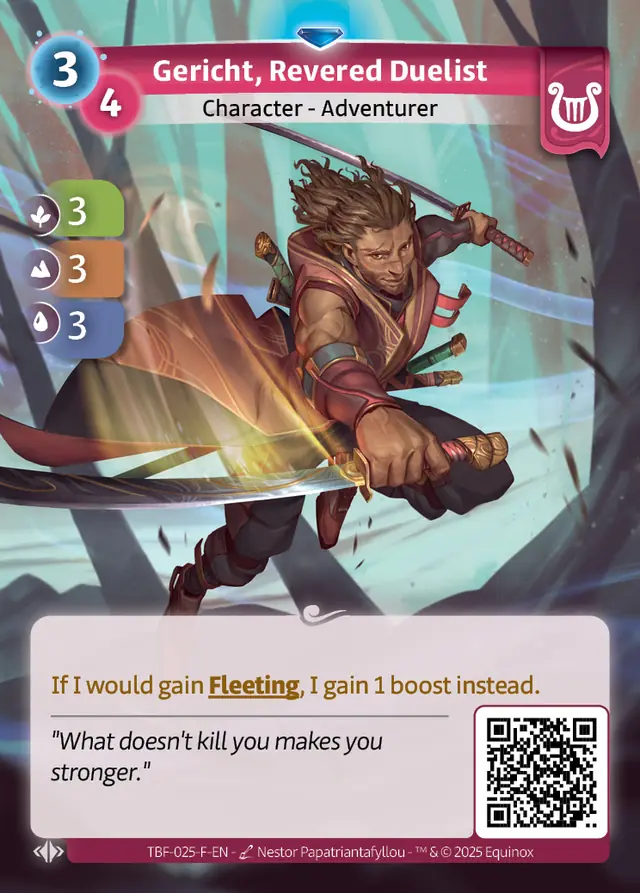 3
Gericht, Revered Duelist
4
Character - Adventurer
3
3
3
If I would gain Fleeting, I gain 1 boost instead.
"What doesn't kill you makes you
stronger."
TBF-025-F-EN - Nestor Papatriantafyllou - ™ & © 2025 Equinox